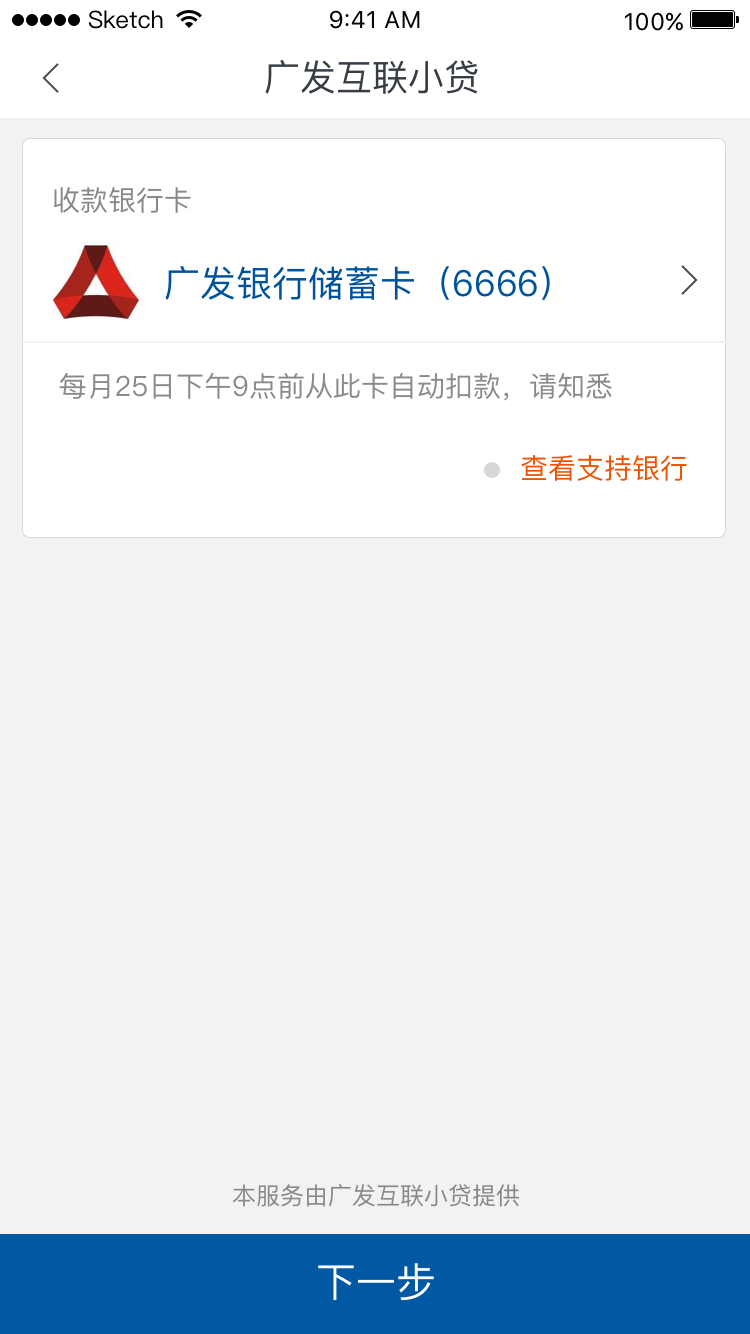 Sketch 9:41 AM 100%
广发互联小贷
收款银行卡
广发银行储蓄卡（6666）
每月25日下午9点前从此卡自动扣款，请知悉
查看支持银行
本服务由广发互联小贷提供
下一步